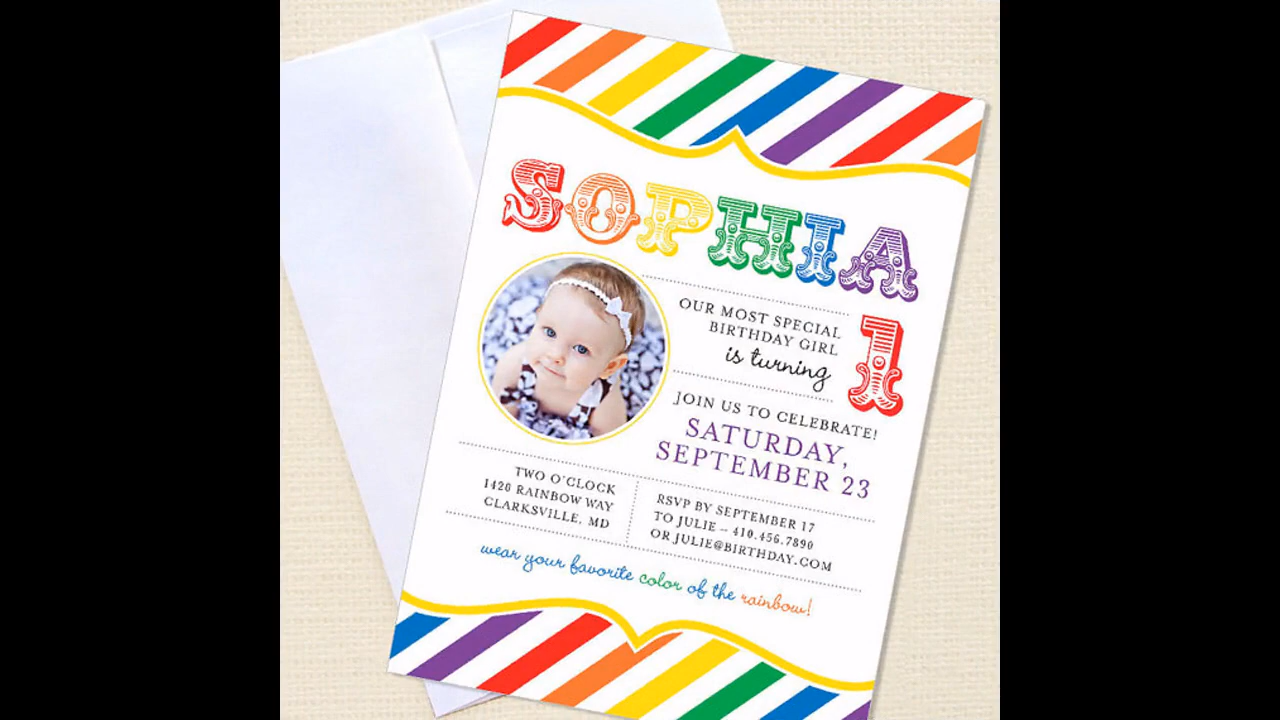 SOPHIA
OUR MOST SPECIAL
BIRTHDAY GIRL
is turning
1
JOIN US TO CELEBRATE!
SATURDAY,
SEPTEMBER 23
TWO O'CLOCK
1426 RAINBOW WAY
CLARKSVILLE, MD
RSVP BY SEPTEMBER 17
TO JULIE – 410.456.7890
OR JULIE@BIRTHDAY.COM
wear your favorite color of the rainbow!